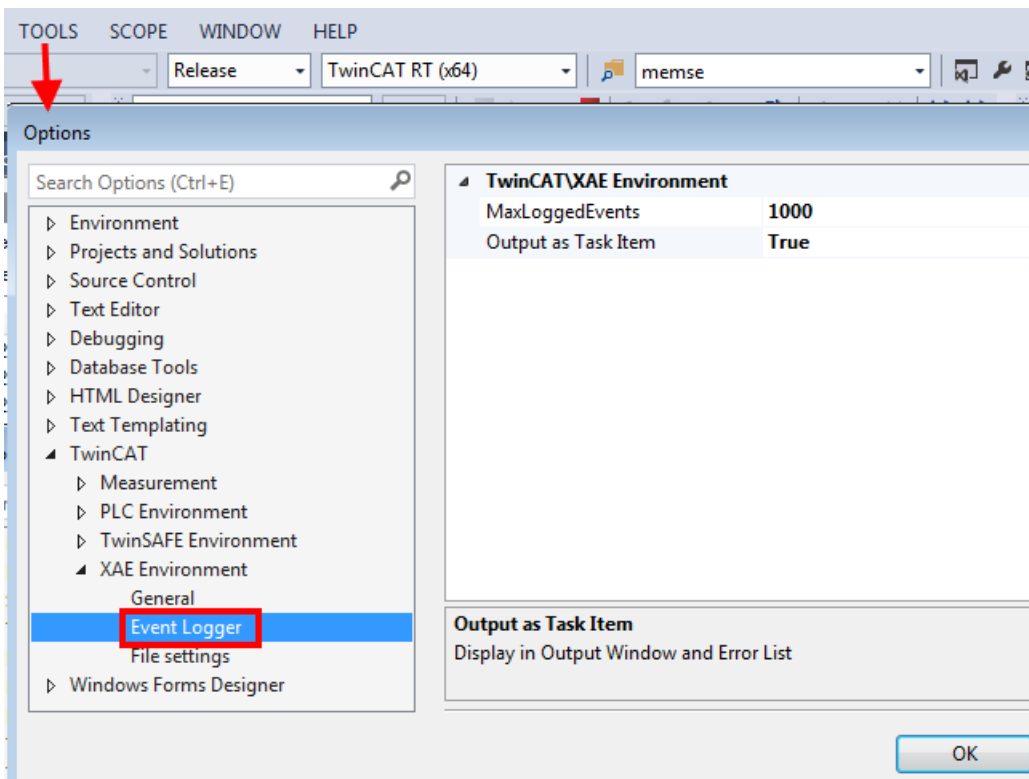 TOOLS SCOPE WINDOW HELP
Release TwinCAT RT (x64) memse
Options
Search Options (Ctrl+E)
Environment
Projects and Solutions
Source Control
Text Editor
Debugging
Database Tools
HTML Designer
Text Templating
TwinCAT
Measurement
PLC Environment
TwinSAFE Environment
XAE Environment
General
Event Logger
File settings
Windows Forms Designer
TwinCAT\XAE Environment
MaxLoggedEvents 1000
Output as Task Item True
Output as Task Item
Display in Output Window and Error List
OK